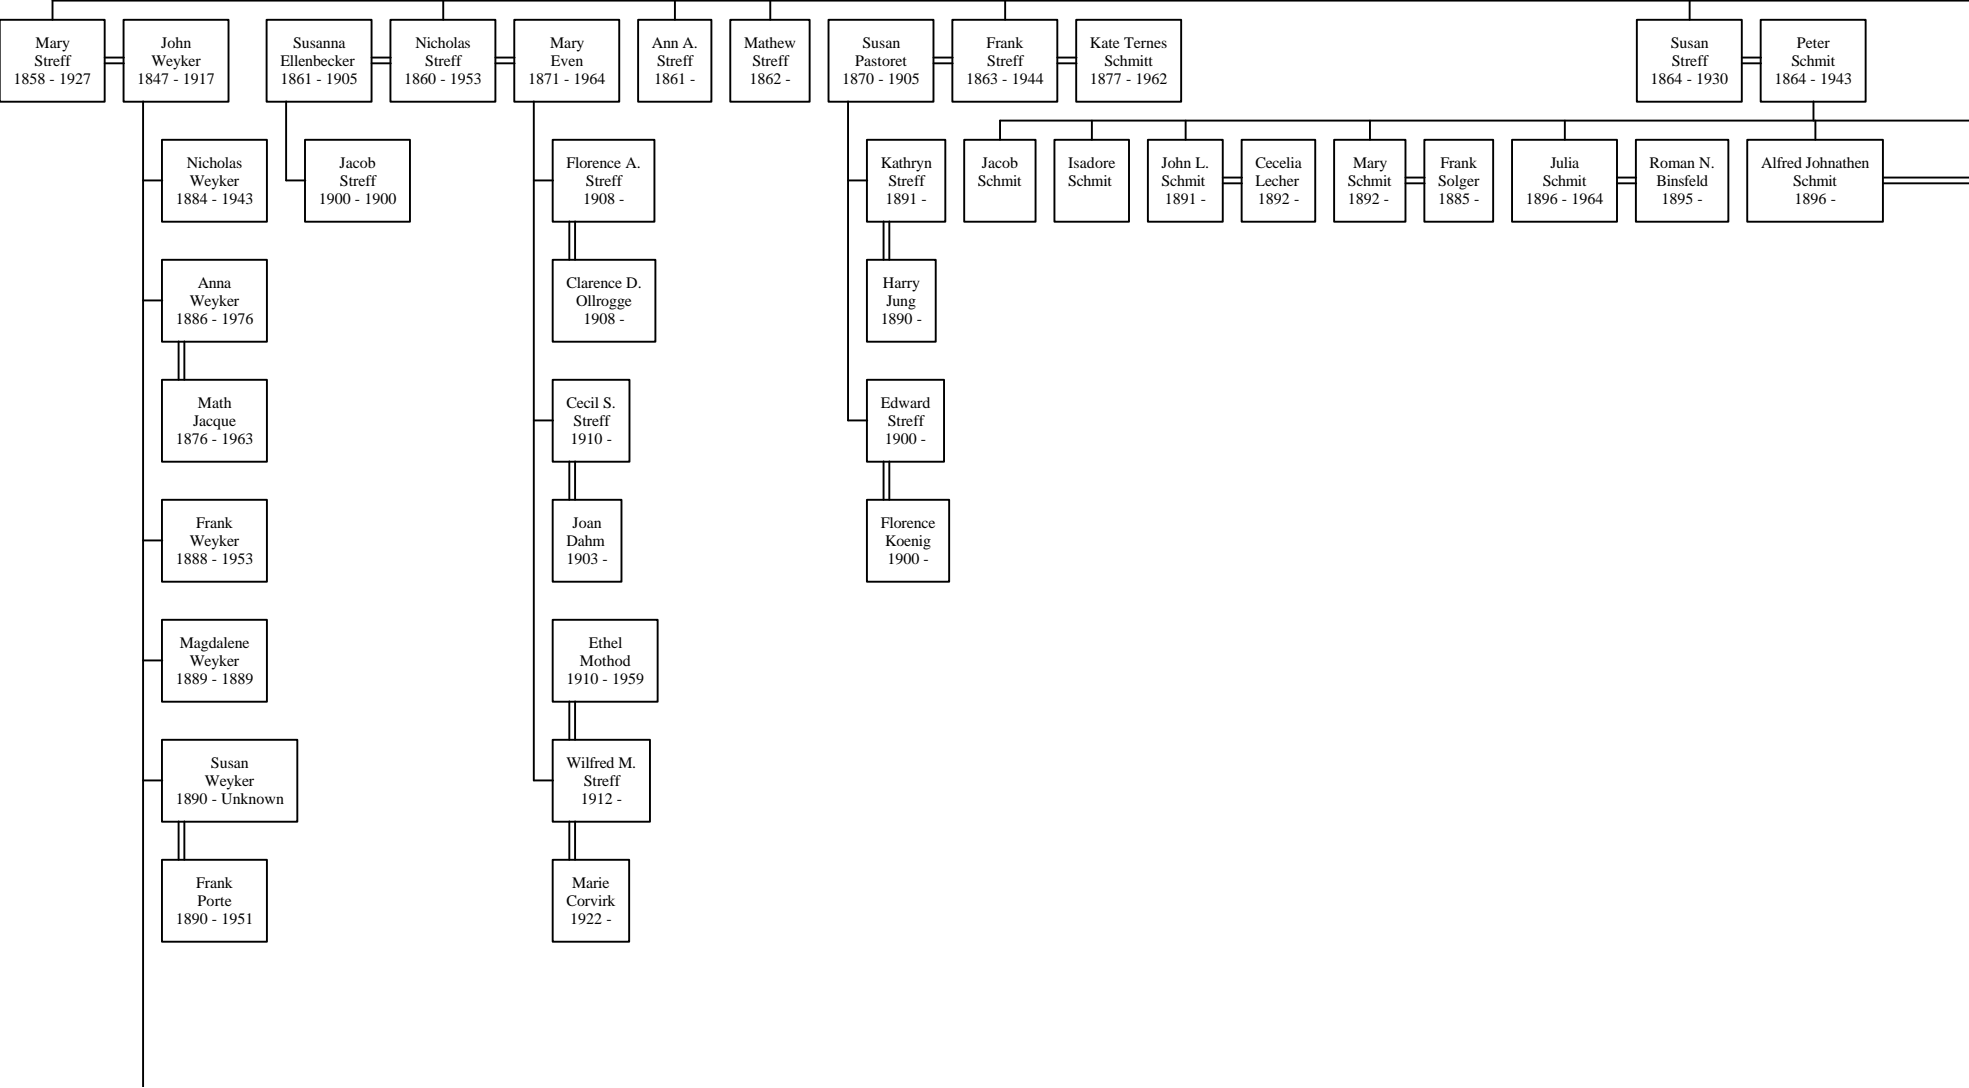 Mary
Streff
1858 - 1927
John
Weyker
1847 - 1917
Susanna
Ellenbecker
1861 - 1905
Nicholas
Streff
1860 - 1953
Mary
Even
1871 - 1964
Ann A.
Streff
1861 -
Mathew
Streff
1862 -
Susan
Pastoret
1870 - 1905
Frank
Streff
1863 - 1944
Kate Ternes
Schmitt
1877 - 1962
Susan
Streff
1864 - 1930
Peter
Schmit
1864 - 1943
Nicholas
Weyker
1884 - 1943
Jacob
Streff
1900 - 1900
Florence A.
Streff
1908 -
Kathryn
Streff
1891 -
Jacob
Schmit
Isadore
Schmit
John L.
Schmit
1891 -
Cecelia
Lecher
1892 -
Mary
Schmit
1892 -
Frank
Solger
1885 -
Julia
Schmit
1896 - 1964
Roman N.
Binsfeld
1895 -
Alfred Johnathen
Schmit
1896 -
Anna
Weyker
1886 - 1976
Clarence D.
Ollrogge
1908 -
Harry
Jung
1890 -
Math
Jacque
1876 - 1963
Cecil S.
Streff
1910 -
Edward
Streff
1900 -
Frank
Weyker
1888 - 1953
Joan
Dahm
1903 -
Florence
Koenig
1900 -
Magdalene
Weyker
1889 - 1889
Ethel
Mothod
1910 - 1959
Susan
Weyker
1890 - Unknown
Wilfred M.
Streff
1912 -
Frank
Porte
1890 - 1951
Marie
Corvirk
1922 -